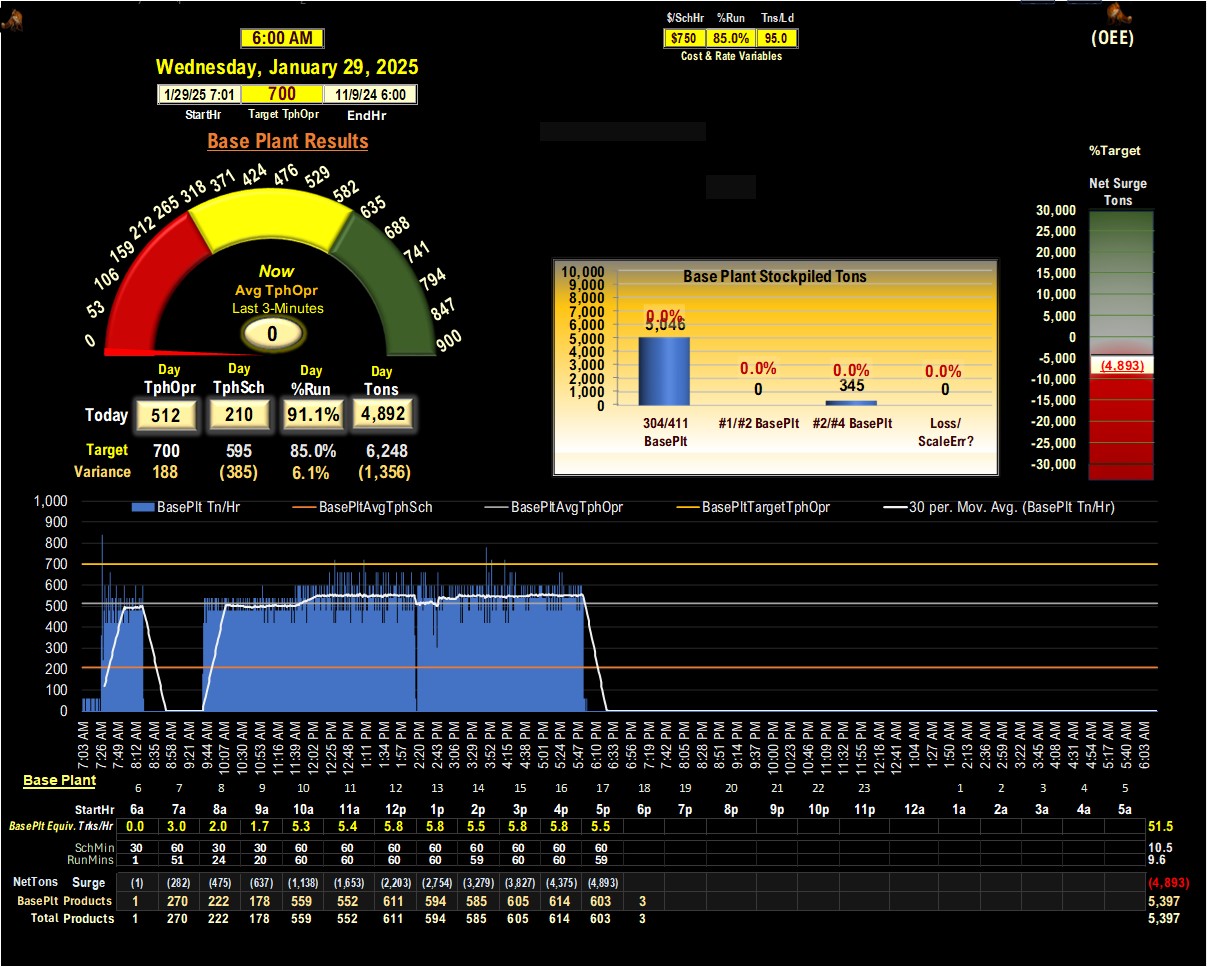 $/SchHr %Run Tns/Ld
$750 85.0% 95.0
Cost & Rate Variables
(OEE)
6:00 AM
Wednesday, January 29, 2025
1/29/25 7:01 700 11/9/24 6:00
StartHr Target TphOpr EndHr
Base Plant Results
0 53 106 159 212 265 318 371 424 476 529 582 635 688 741 794 847 900
Now
Avg TphOpr
Last 3-Minutes
0
Day Day Day Day
TphOpr TphSch %Run Tons
Today 512 210 91.1% 4,892
Target 700 595 85.0% 6,248
Variance 188 (385) 6.1% (1,356)
Base Plant Stockpiled Tons
10,000
9,000
8,000
7,000
6,000
5,000
4,000
3,000
2,000
1,000
0
0.0% 0.0% 0.0% 0.0%
5,046 0 345 0
304/411 BasePlt
#1/#2 BasePlt
#2/#4 BasePlt
Loss/ ScaleErr?
%Target
Net Surge
Tons
30,000
25,000
20,000
15,000
10,000
5,000
0
-5,000
-10,000
-15,000
-20,000
-25,000
-30,000
(4.893)
BasePlt Tn/Hr BasePltAvgTphSch BasePltAvgTphOpr BasePltTargetTphOpr 30 per. Mov. Avg. (BasePlt Tn/Hr)
1,000
900
800
700
600
500
400
300
200
100
0
7:03 AM 7:26 AM 7:49 AM 8:12 AM 8:35 AM 8:58 AM 9:21 AM 9:44 AM 10:07 AM 10:30 AM 10:53 AM 11:16 AM 11:39 AM 12:02 PM 12:25 PM 12:48 PM 1:11 PM 1:34 PM 1:57 PM 2:20 PM 2:43 PM 3:06 PM 3:29 PM 3:52 PM 4:15 PM 4:38 PM 5:01 PM 5:24 PM 5:47 PM 6:10 PM 6:33 PM 6:56 PM 7:19 PM 7:42 PM 8:05 PM 8:28 PM 8:51 PM 9:14 PM 9:37 PM 10:00 PM 10:23 PM 10:46 PM 11:09 PM 11:32 PM 11:55 PM 12:18 AM 12:41 AM 1:04 AM 1:27 AM 1:50 AM 2:13 AM 2:36 AM 2:59 AM 3:22 AM 3:45 AM 4:08 AM 4:31 AM 4:54 AM 5:17 AM 5:40 AM 6:03 AM
Base Plant
6 7 8 9 10 11 12 13 14 15 16 17 18 19 20 21 22 23 1 2 3 4 5
StartHr 6a 7a 8a 9a 10a 11a 12p 1p 2p 3p 4p 5p 6p 7p 8p 9p 10p 11p 12a 1a 2a 3a 4a 5a
BasePlt Equiv. Trks/Hr 0.0 3.0 2.0 1.7 5.3 5.4 5.8 5.8 5.5 5.8 5.8 5.5 51.5
SchMin 30 60 30 30 60 60 60 60 60 60 60 60 10.5
RunMins 1 51 24 20 60 60 60 60 59 60 60 59 9.6
NetTons Surge (1) (282) (475) (637) (1,138) (1,653) (2,203) (2,754) (3,279) (3,827) (4,375) (4,893) (4,893)
BasePlt Products 1 270 222 178 559 552 611 594 585 605 614 603 3 5,397
Total Products 1 270 222 178 559 552 611 594 585 605 614 603 3 5,397